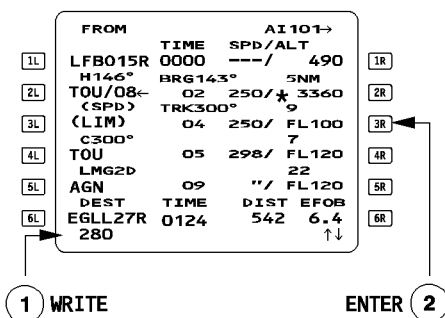 FROM AI101→
TIME SPD/ALT
1L LFBO15R 0000 ---/ 490 1R
H146° BRG143° 5NM
2L TOU/08← 02 250/* 3360 2R
(SPD) TRK300° 9
3L (LIM) 04 250/ FL100 3R
C300° 7
4L TOU 05 298/ FL120 4R
LMG2D 22
5L AGN 09 "/ FL120 5R
DEST TIME DIST EFOB
6L EGLL27R 0124 542 6.4 6R
280 ↑↓
1 WRITE ENTER 2